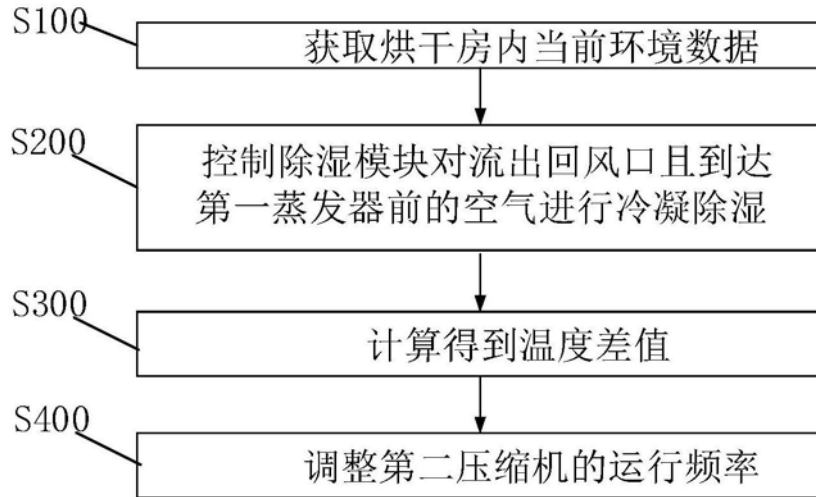 S100
获取烘干房内当前环境数据
S200
控制除湿模块对流出回风口且到达
第一蒸发器前的空气进行冷凝除湿
S300
计算得到温度差值
S400
调整第二压缩机的运行频率